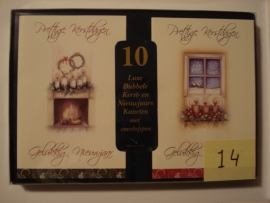 Prettige Kerstdagen
Gelukkig Nieuwjaar
10
Luxe
Dubbele
Kerst- en
Nieuwjaars
Kaarten
met
enveloppen
Prettige Kerstdagen
Gelukkig
14